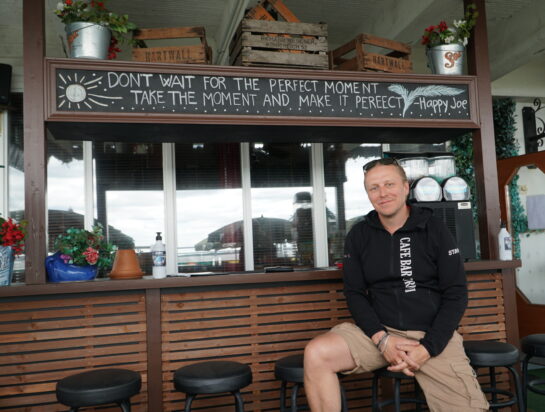 HARTWALL
HARTWALL
DONT WAIT FOR THE PERFECT MOMENT
TAKE THE MOMENT AND MAKE IT PERFECT - Happy Joe
CAFE BAR